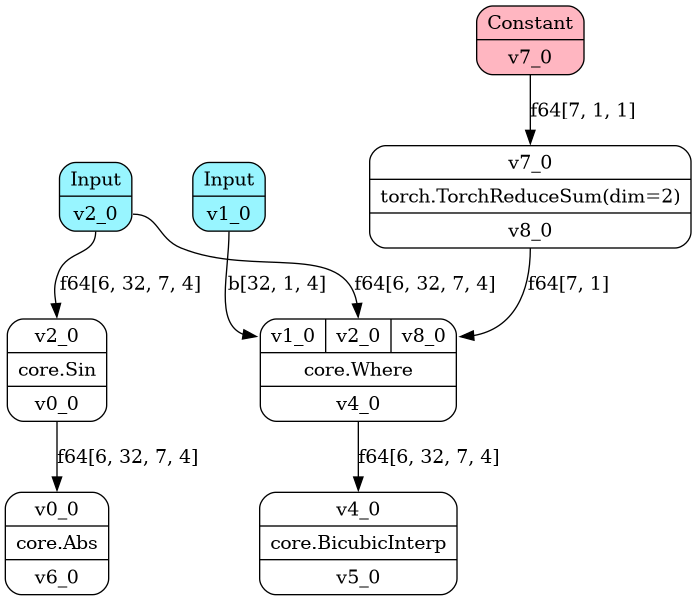 Constant
v7_0
f64[7, 1, 1]
v7_0
torch.TorchReduceSum(dim=2)
v8_0
Input
v2_0
Input
v1_0
f64[6, 32, 7, 4]
b[32, 1, 4]
f64[6, 32, 7, 4]
f64[7, 1]
v2_0
core.Sin
v0_0
v1_0 v2_0 v8_0
core.Where
v4_0
f64[6, 32, 7, 4]
f64[6, 32, 7, 4]
v0_0
core.Abs
v6_0
v4_0
core.BicubicInterp
v5_0